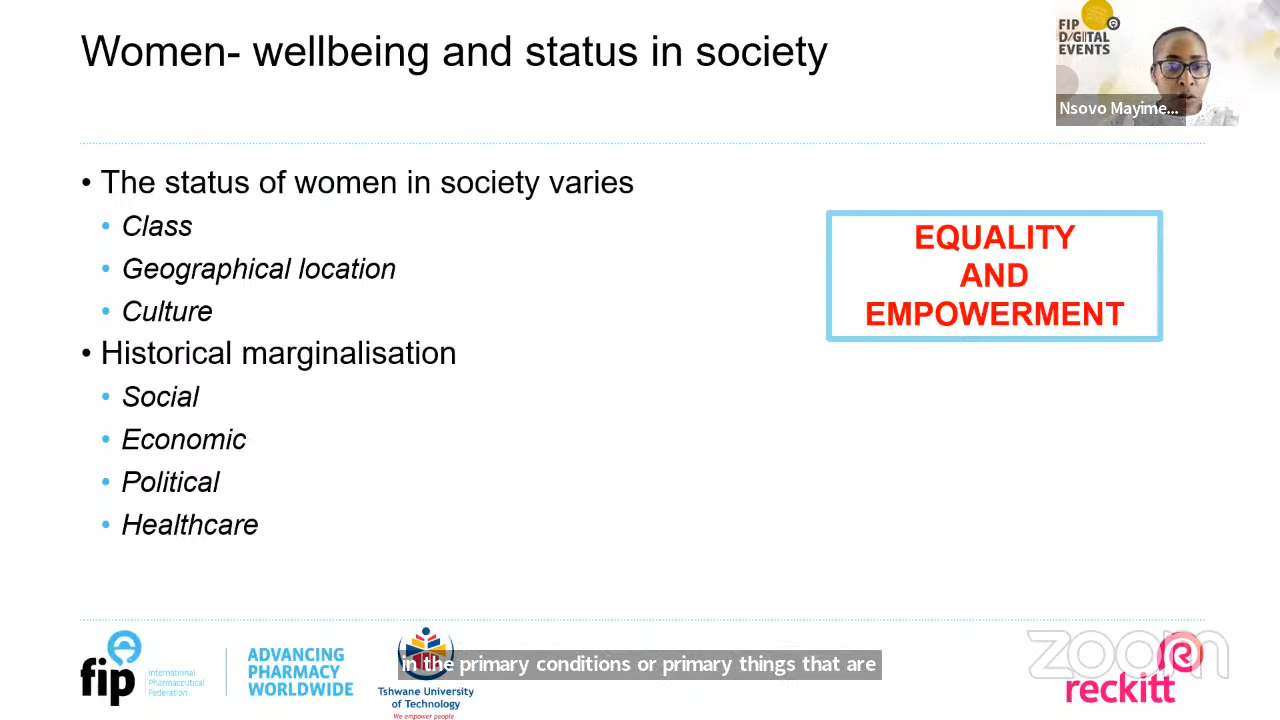 Women- wellbeing and status in society
FIP
DIGITAL
EVENTS
Nsovo Mayime...
• The status of women in society varies
• Class
• Geographical location
• Culture
• Historical marginalisation
• Social
• Economic
• Political
• Healthcare
EQUALITY
AND
EMPOWERMENT
fip
International
Pharmaceutical
Federation
ADVANCING
PHARMACY
WORLDWIDE
Tshwane University
of Technology
We empower people
in the primary conditions or primary things that are
zoom
reckitt